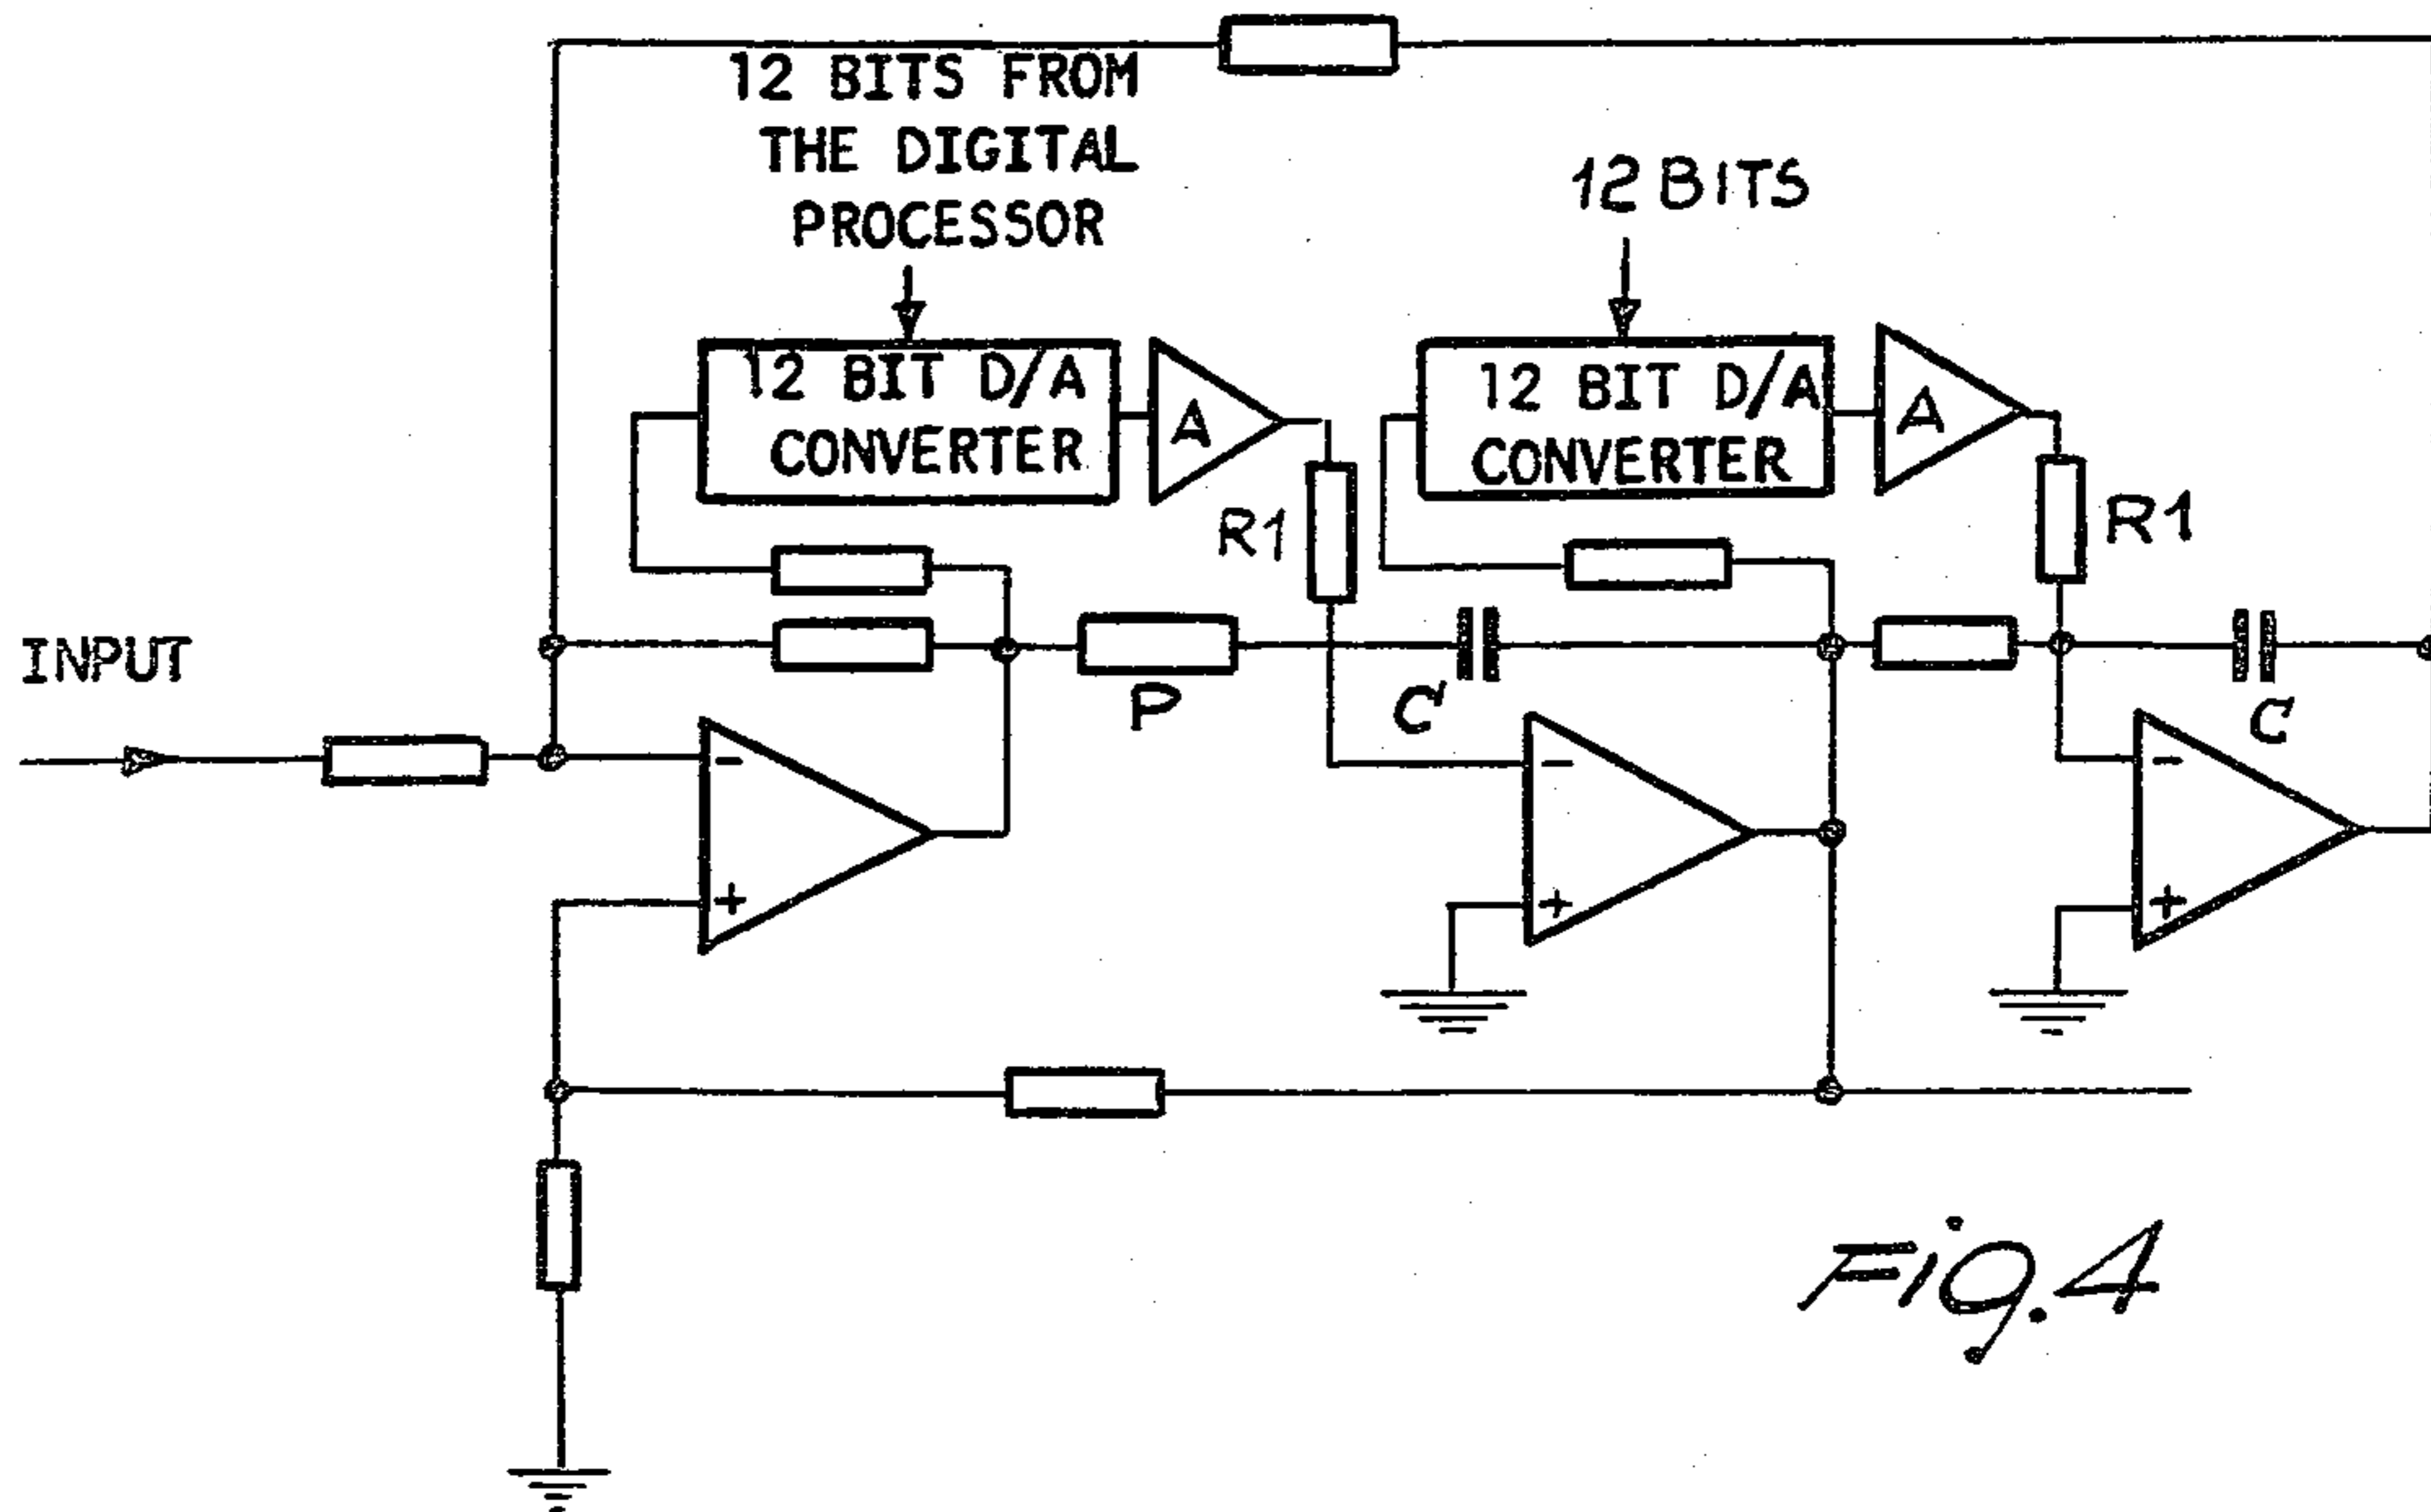 12 BITS FROM
THE DIGITAL
PROCESSOR
12 BITS
12 BIT D/A
CONVERTER
A
12 BIT D/A
CONVERTER
A
R1
R1
INPUT
P
C
C
-
-
-
+
+
+
Fig.4